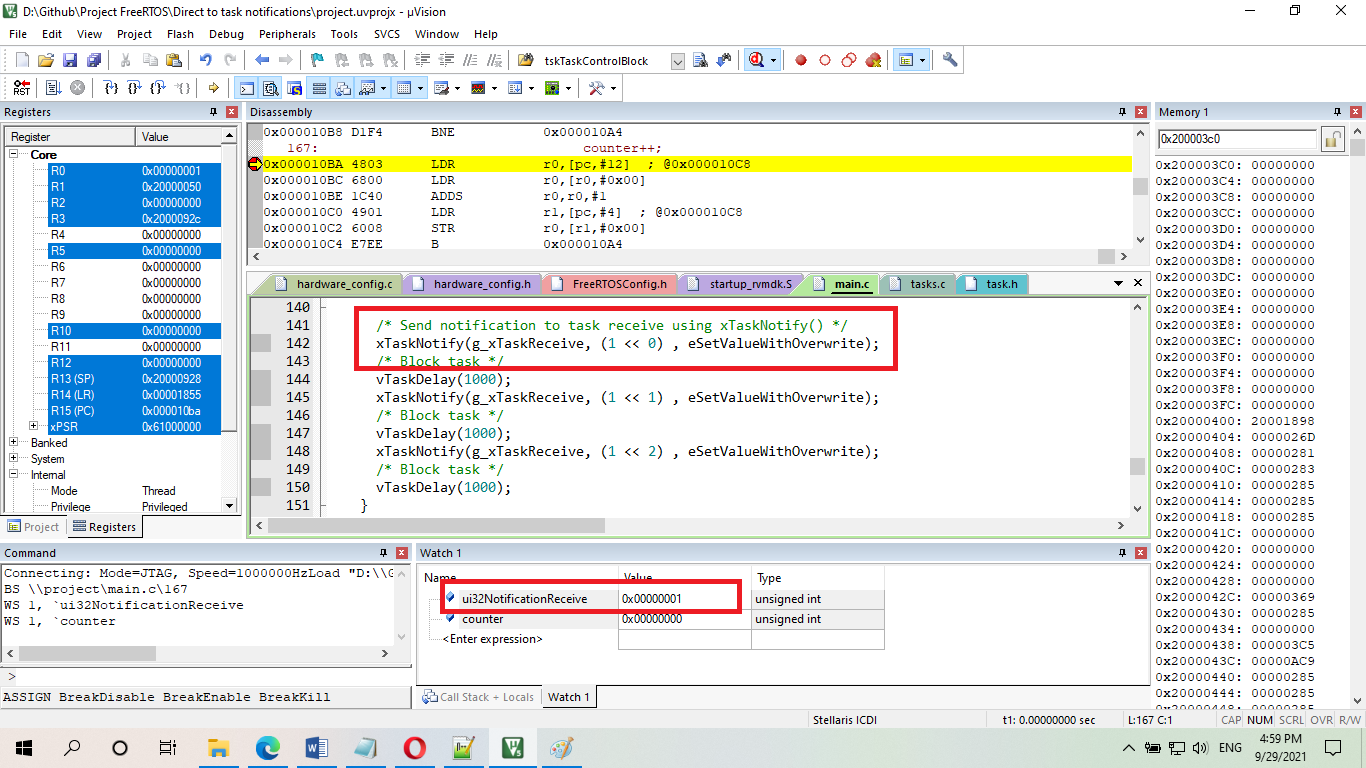 D:\Github\Project FreeRTOS\Direct to task notifications\project.uvprojx - µVision
File Edit View Project Flash Debug Peripherals Tools SVCS Window Help
tskTaskControlBlock
RST
Registers
Register Value
Core
R0 0x00000001
R1 0x20000050
R2 0x00000000
R3 0x2000092c
R4 0x00000000
R5 0x00000000
R6 0x00000000
R7 0x00000000
R8 0x00000000
R9 0x00000000
R10 0x00000000
R11 0x00000000
R12 0x00000000
R13 (SP) 0x20000928
R14 (LR) 0x00001855
R15 (PC) 0x000010ba
xPSR 0x61000000
Banked
System
Internal
Mode Thread
Privilege Privileged
Project Registers
Disassembly
0x000010B8 D1F4 BNE 0x000010A4
167: counter++;
0x000010BA 4803 LDR r0,[pc,#12] ; @0x000010C8
0x000010BC 6800 LDR r0,[r0,#0x00]
0x000010BE 1C40 ADDS r0,r0,#1
0x000010C0 4901 LDR r1,[pc,#4] ; @0x000010C8
0x000010C2 6008 STR r0,[r1,#0x00]
0x000010C4 E7EE B 0x000010A4
hardware_config.c hardware_config.h FreeRTOSConfig.h startup_rvmdk.S main.c tasks.c task.h
140
141 /* Send notification to task receive using xTaskNotify() */
142 xTaskNotify(g_xTaskReceive, (1 << 0) , eSetValueWithOverwrite);
143 /* Block task */
144 vTaskDelay(1000);
145 xTaskNotify(g_xTaskReceive, (1 << 1) , eSetValueWithOverwrite);
146 /* Block task */
147 vTaskDelay(1000);
148 xTaskNotify(g_xTaskReceive, (1 << 2) , eSetValueWithOverwrite);
149 /* Block task */
150 vTaskDelay(1000);
151 }
Memory 1
0x200003c0
0x200003C0: 00000000
0x200003C4: 00000000
0x200003C8: 00000000
0x200003CC: 00000000
0x200003D0: 00000000
0x200003D4: 00000000
0x200003D8: 00000000
0x200003DC: 00000000
0x200003E0: 00000000
0x200003E4: 00000000
0x200003E8: 00000000
0x200003EC: 00000000
0x200003F0: 00000000
0x200003F4: 00000000
0x200003F8: 00000000
0x200003FC: 00000000
0x20000400: 20001898
0x20000404: 0000026D
0x20000408: 00000281
0x2000040C: 00000283
0x20000410: 00000285
0x20000414: 00000285
0x20000418: 00000285
0x2000041C: 00000000
0x20000420: 00000000
0x20000424: 00000000
0x20000428: 00000000
0x2000042C: 00000369
0x20000430: 00000285
0x20000434: 00000000
0x20000438: 000003C5
0x2000043C: 00000AC9
0x20000440: 00000285
0x20000444: 00000285
0x20000448: 00000285
Command
Connecting: Mode=JTAG, Speed=1000000HzLoad "D:\\G
BS \\project\main.c\167
WS 1, `ui32NotificationReceive
WS 1, `counter
>
ASSIGN BreakDisable BreakEnable BreakKill
Watch 1
Name Value Type
ui32NotificationReceive 0x00000001 unsigned int
counter 0x00000000 unsigned int
<Enter expression>
Call Stack + Locals Watch 1
Stellaris ICDI t1: 0.00000000 sec L:167 C:1 CAP NUM SCRL OVR R/W
ENG
4:59 PM
9/29/2021